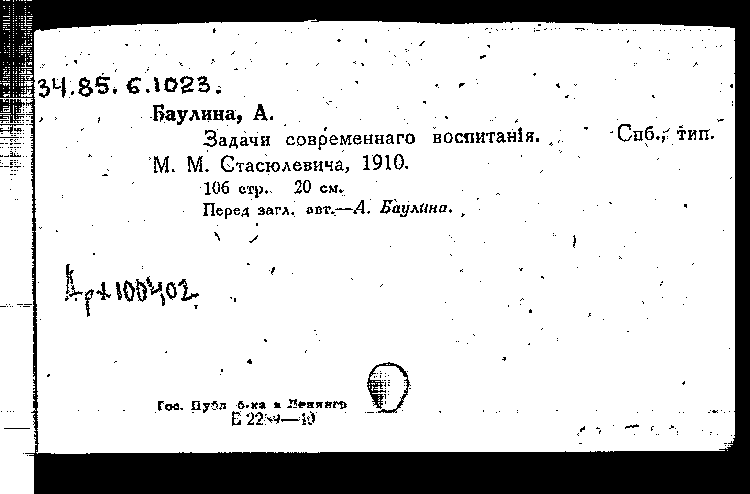 34.85.6.1023.
Баулина, А.
Задачи современнаго воспитанія. Спб., тип.
М. М. Стасюлевича, 1910.
106 стр. 20 см.
Перед загл. авт.—А. Баулина.
Гос. Публ б-ка в Ленингр